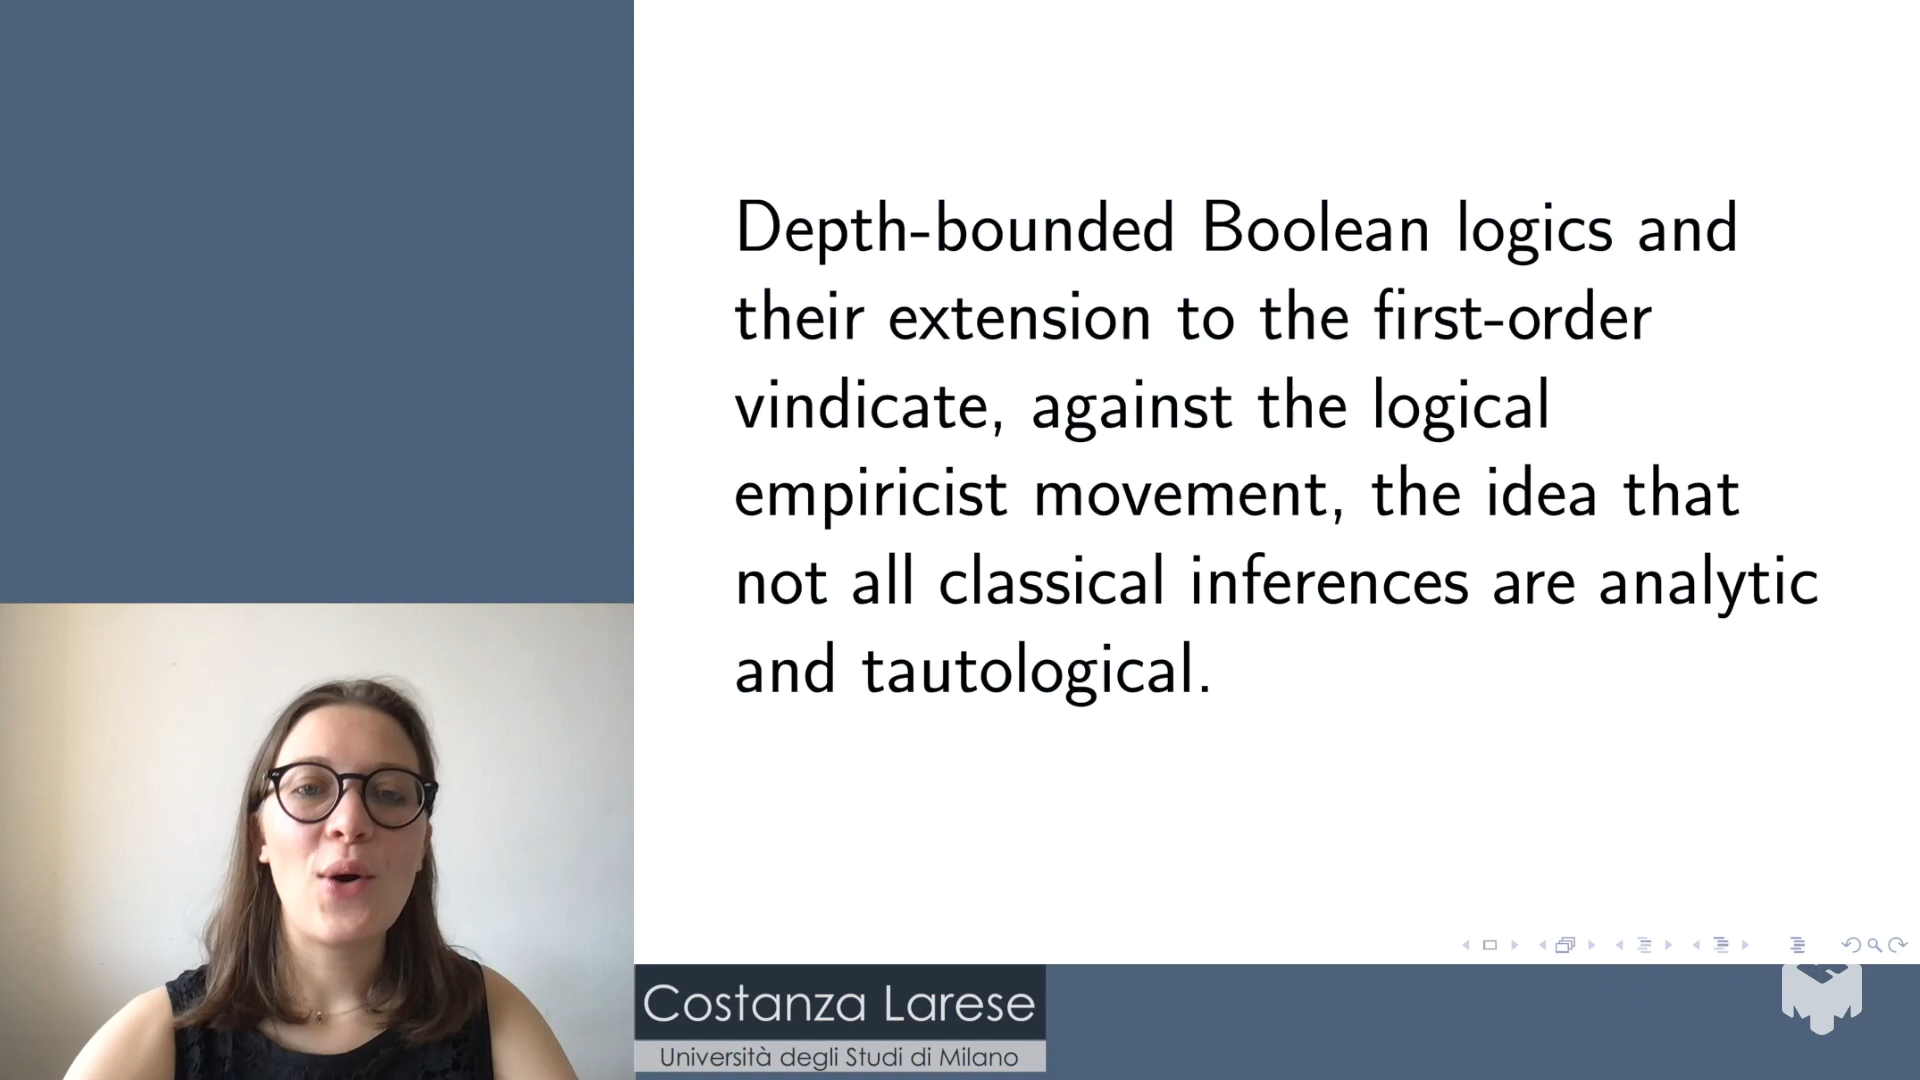 Depth-bounded Boolean logics and
their extension to the first-order
vindicate, against the logical
empiricist movement, the idea that
not all classical inferences are analytic
and tautological.
Costanza Larese
Università degli Studi di Milano